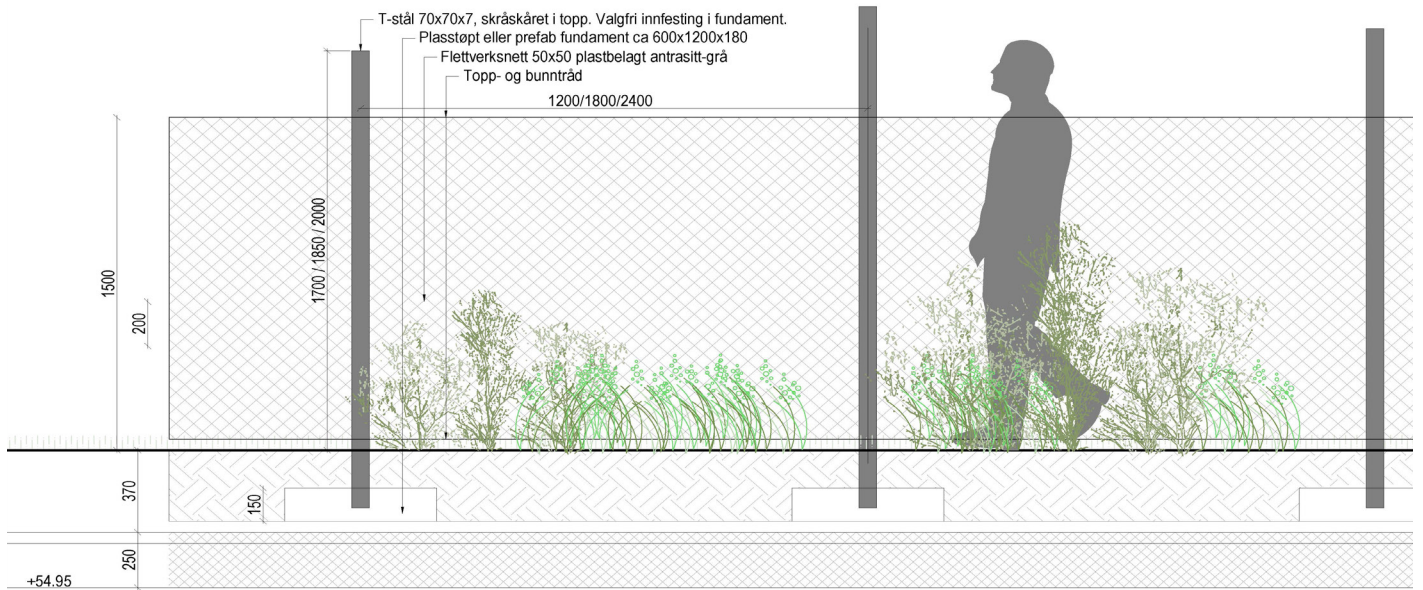 T-stål 70x70x7, skråskåret i topp. Valgfri innfesting i fundament.
Plasstøpt eller prefab fundament ca 600x1200x180
Flettverksnett 50x50 plastbelagt antrasitt-grå
Topp- og bunntråd
1200/1800/2400
1700 / 1850 / 2000
1500
200
370
150
250
+54.95